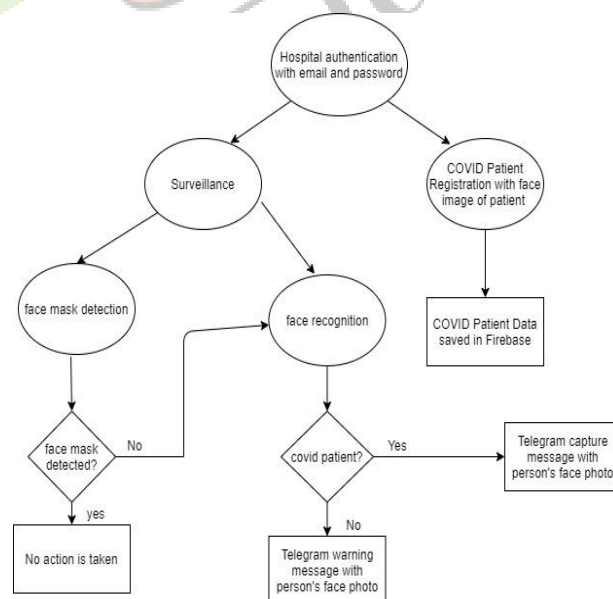 Hospital authentication
with email and password
Surveillance
COVID Patient
Registration with face
image of patient
face mask detection
face recognition
COVID Patient Data
saved in Firebase
face mask
detected?
No
covid patient?
Yes
Telegram capture
message with
person's face photo
yes
No
No action is taken
Telegram warning
message with
person's face photo